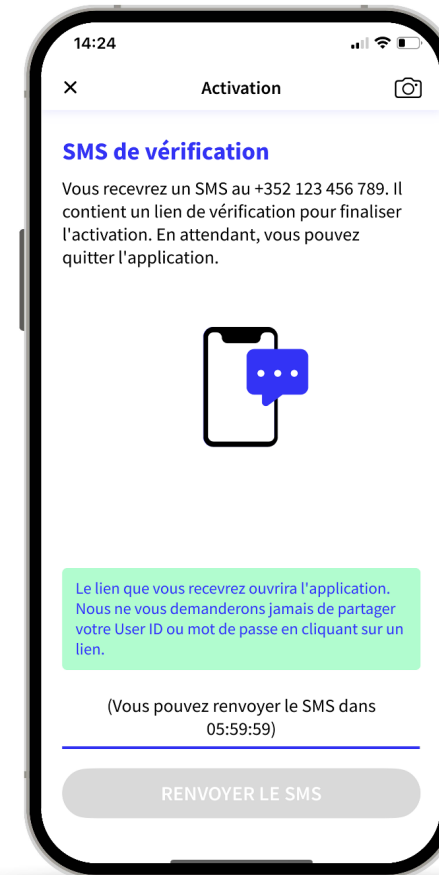 14:24
Activation
SMS de vérification
Vous recevrez un SMS au +352 123 456 789. Il
contient un lien de vérification pour finaliser
l'activation. En attendant, vous pouvez
quitter l'application.
Le lien que vous recevrez ouvrira l'application.
Nous ne vous demanderons jamais de partager
votre User ID ou mot de passe en cliquant sur un
lien.
(Vous pouvez renvoyer le SMS dans
05:59:59)
RENVOYER LE SMS